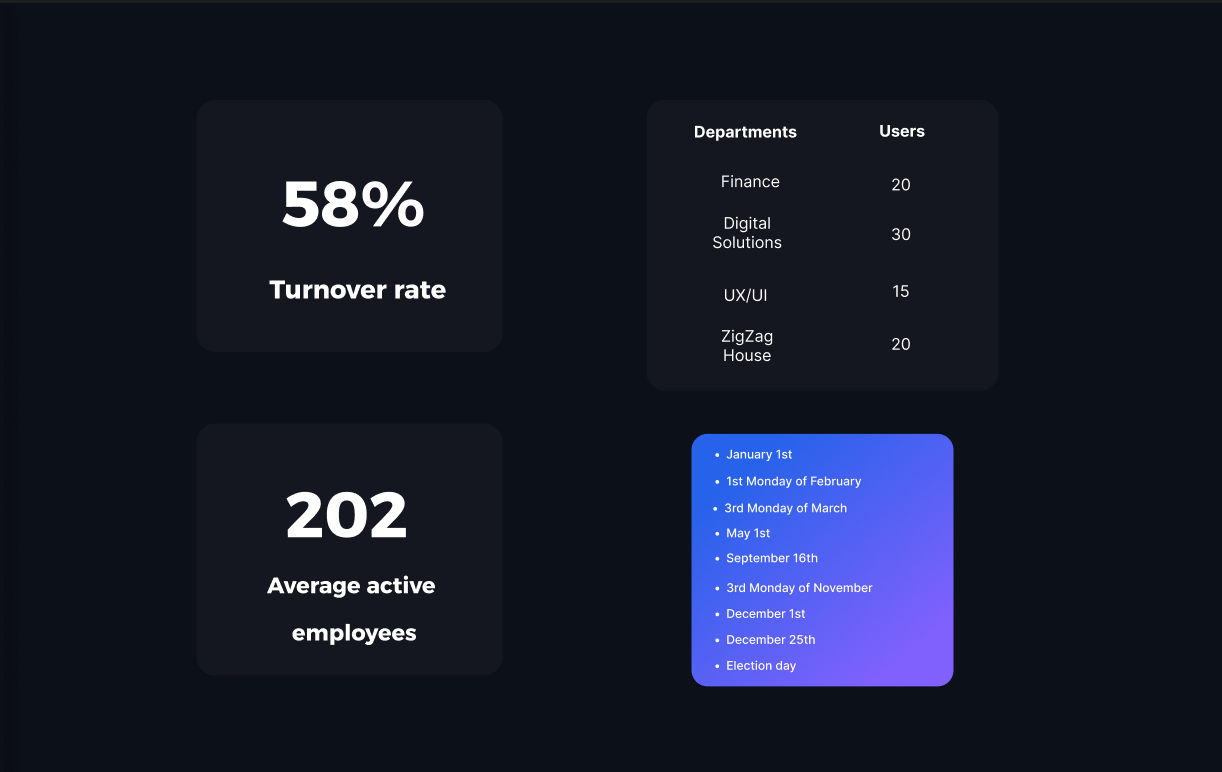 58%
Turnover rate
Departments Users
Finance 20
Digital
Solutions 30
UX/UI 15
ZigZag
House 20
202
Average active
employees
• January 1st
• 1st Monday of February
• 3rd Monday of March
• May 1st
• September 16th
• 3rd Monday of November
• December 1st
• December 25th
• Election day